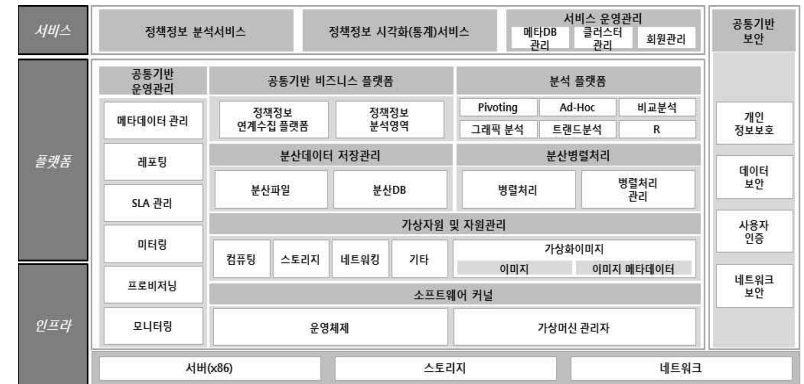 서비스
정책정보 분석서비스
정책정보 시각화(통계)서비스
서비스 운영관리
메타DB
관리
클러스터
관리
회원관리
공통기반
보안
개인
정보보호
데이터
보안
사용자
인증
네트워크
보안
플랫폼
공통기반
운영관리
메타데이터 관리
레포팅
SLA 관리
미터링
프로비저닝
모니터링
공통기반 비즈니스 플랫폼
정책정보
연계수집 플랫폼
정책정보
분석영역
분석 플랫폼
Pivoting
Ad-Hoc
비교분석
그래픽 분석
트랜드분석
R
분산데이터 저장관리
분산파일
분산DB
분산병렬처리
병렬처리
병렬처리
관리
가상자원 및 자원관리
컴퓨팅
스토리지
네트워킹
기타
가상화이미지
이미지
이미지 메타데이터
인프라
소프트웨어 커널
운영체제
가상머신 관리자
서버(x86)
스토리지
네트워크